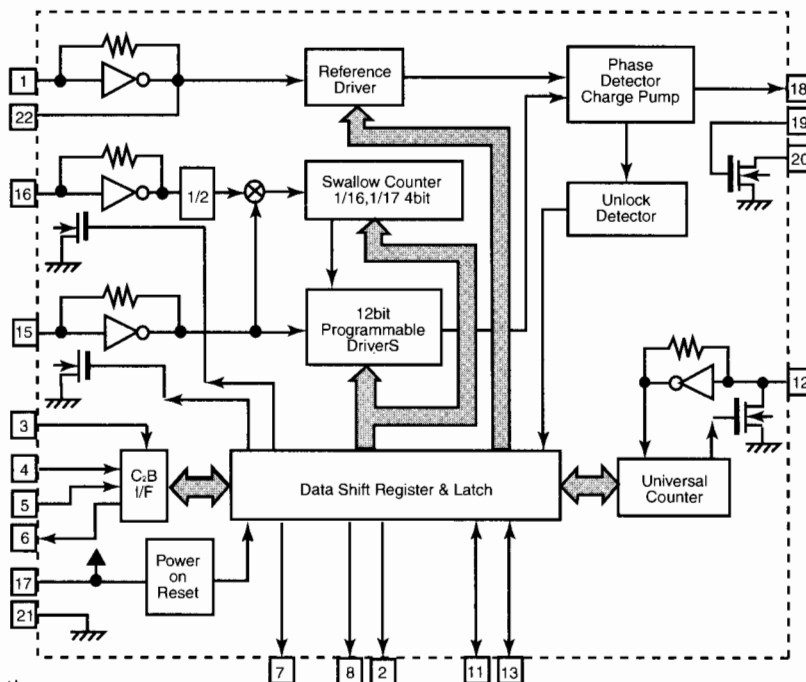 1
Reference
Driver
Phase
Detector
Charge Pump
18
22
19
20
16
1/2
Swallow Counter
1/16,1/17 4bit
Unlock
Detector
15
12bit
Programmable
DriverS
12
3
4
5
6
C₂B
I/F
Data Shift Register & Latch
Universal
Counter
17
Power
on
Reset
21
7
8
2
11
13